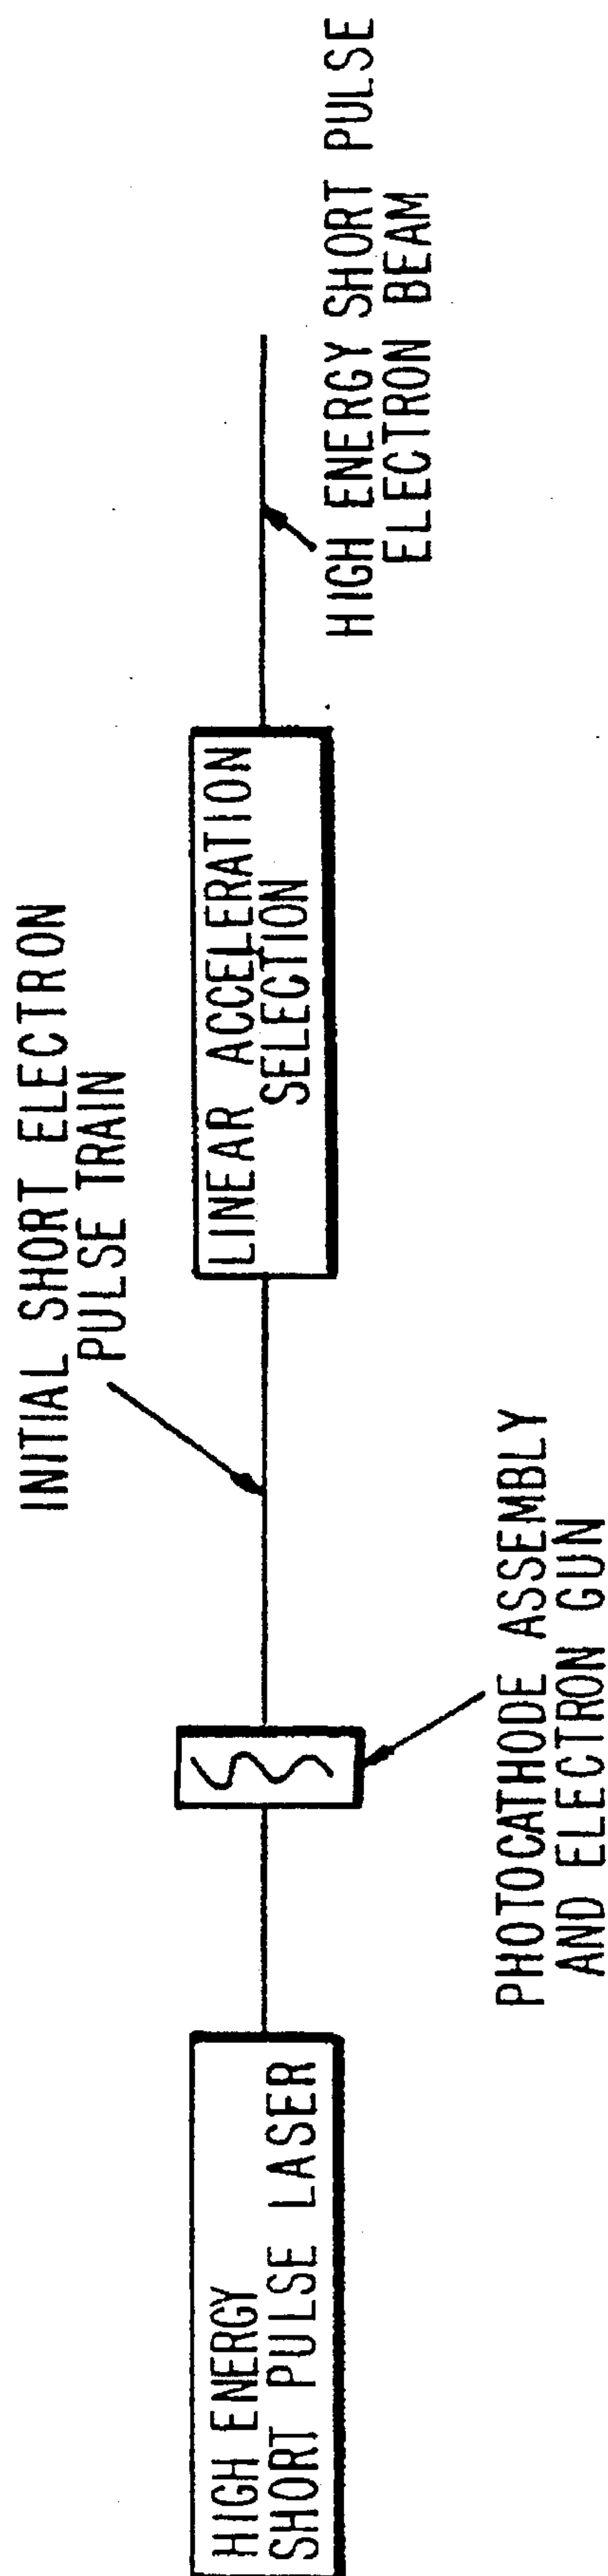 HIGH ENERGY
SHORT PULSE LASER
PHOTOCATHODE ASSEMBLY
AND ELECTRON GUN
INITIAL SHORT ELECTRON
PULSE TRAIN
LINEAR ACCELERATION
SELECTION
HIGH ENERGY SHORT PULSE
ELECTRON BEAM